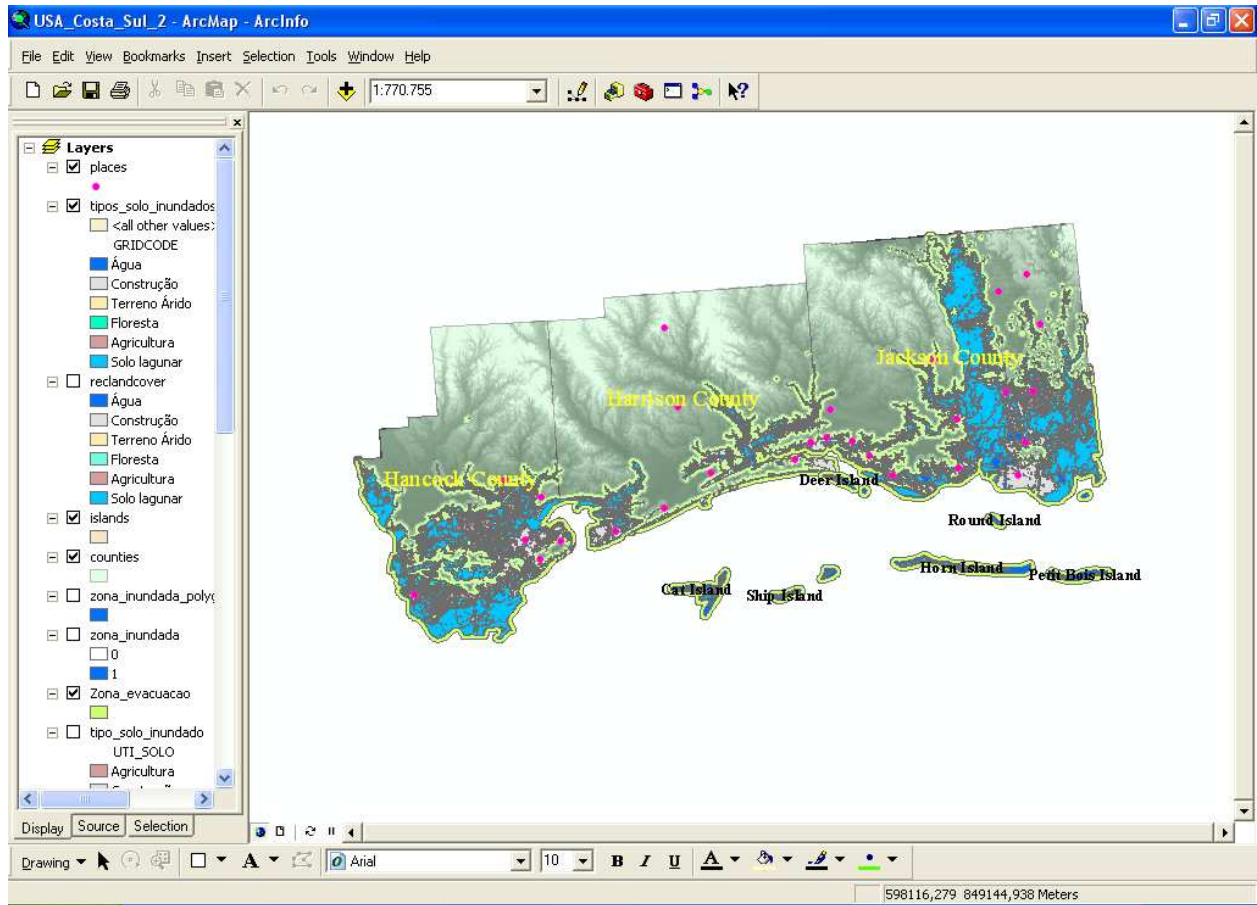 USA_Costa_Sul_2 - ArcMap - ArcInfo
File Edit View Bookmarks Insert Selection Tools Window Help
1:770.755
Layers
places
tipos_solo_inundados
<all other values>
GRIDCODE
Água
Construção
Terreno Árido
Floresta
Agricultura
Solo lagunar
reclandcover
Água
Construção
Terreno Árido
Floresta
Agricultura
Solo lagunar
islands
counties
zona_inundada_polyg
zona_inundada
0
1
Zona_evacuacao
tipo_solo_inundado
UTI_SOLO
Agricultura
Jackson County
Harrison County
Hancock County
Deer Island
Round Island
Horn Island
Petit Bois Island
Cat Island
Ship Island
Display Source Selection
Drawing A Arial 10 B I U A
598116,279 849144,938 Meters